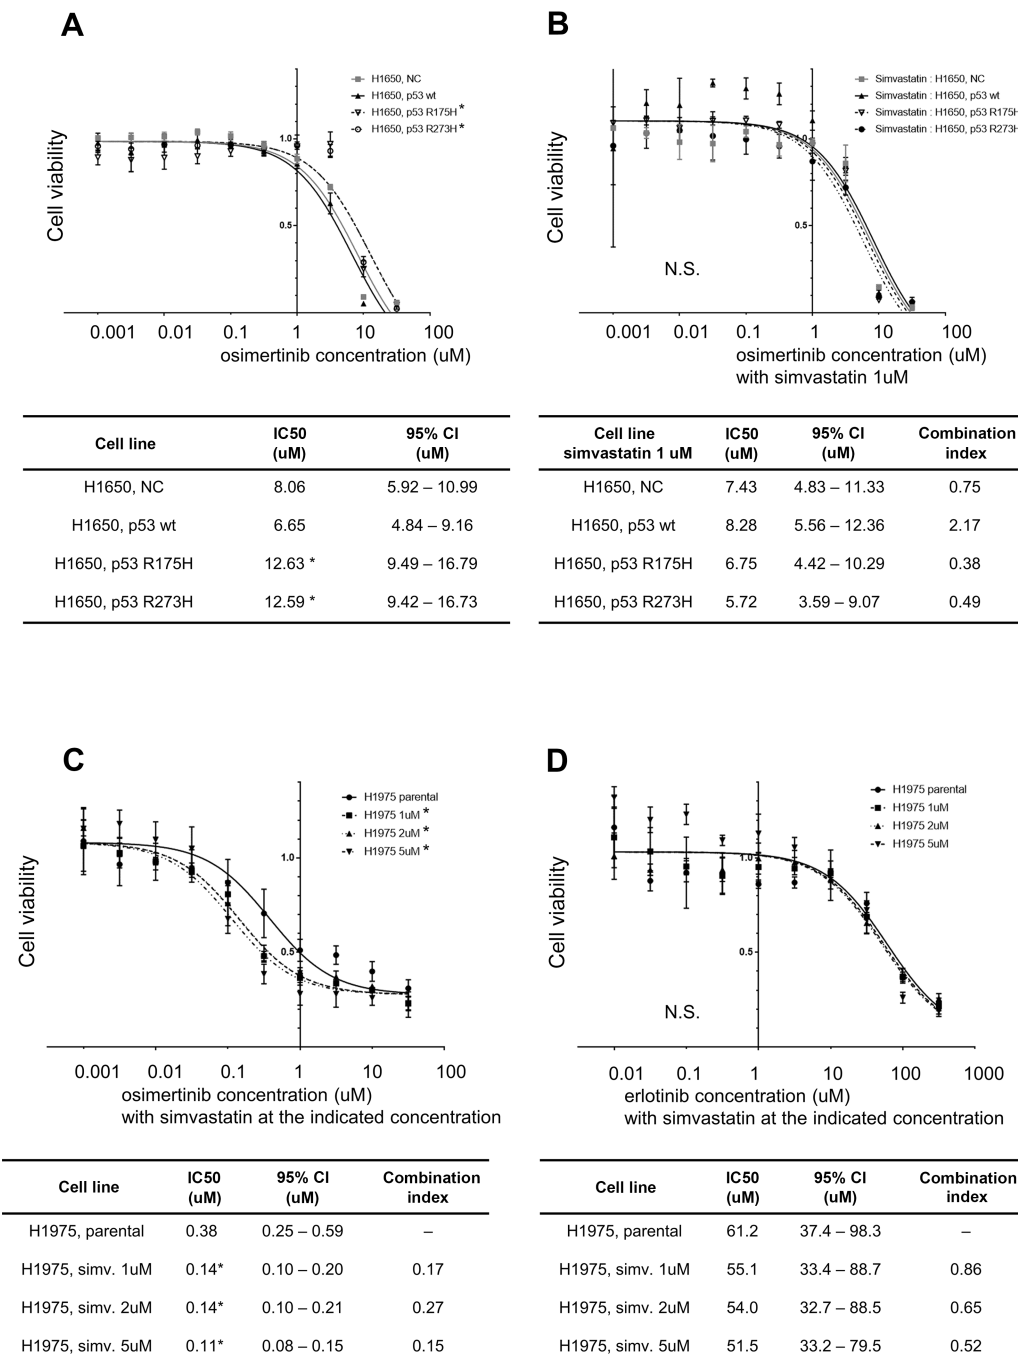 A
H1650, NC
H1650, p53 wt
H1650, p53 R175H *
H1650, p53 R273H *
Cell viability
1.0
0.5
0.001 0.01 0.1 1 10 100
osimertinib concentration (uM)
B
Simvastatin : H1650, NC
Simvastatin : H1650, p53 wt
Simvastatin : H1650, p53 R175H
Simvastatin : H1650, p53 R273H
Cell viability
1.0
0.5
N.S.
0.001 0.01 0.1 1 10 100
osimertinib concentration (uM)
with simvastatin 1uM
Cell line IC50 (uM) 95% CI (uM)
H1650, NC 8.06 5.92 – 10.99
H1650, p53 wt 6.65 4.84 – 9.16
H1650, p53 R175H 12.63 * 9.49 – 16.79
H1650, p53 R273H 12.59 * 9.42 – 16.73
Cell line simvastatin 1 uM IC50 (uM) 95% CI (uM) Combination index
H1650, NC 7.43 4.83 – 11.33 0.75
H1650, p53 wt 8.28 5.56 – 12.36 2.17
H1650, p53 R175H 6.75 4.42 – 10.29 0.38
H1650, p53 R273H 5.72 3.59 – 9.07 0.49
C
H1975 parental
H1975 1uM *
H1975 2uM *
H1975 5uM *
Cell viability
1.0
0.5
0.001 0.01 0.1 1 10 100
osimertinib concentration (uM)
with simvastatin at the indicated concentration
D
H1975 parental
H1975 1uM
H1975 2uM
H1975 5uM
Cell viability
1.0
0.5
N.S.
0.01 0.1 1 10 100 1000
erlotinib concentration (uM)
with simvastatin at the indicated concentration
Cell line IC50 (uM) 95% CI (uM) Combination index
H1975, parental 0.38 0.25 – 0.59 –
H1975, simv. 1uM 0.14* 0.10 – 0.20 0.17
H1975, simv. 2uM 0.14* 0.10 – 0.21 0.27
H1975, simv. 5uM 0.11* 0.08 – 0.15 0.15
Cell line IC50 (uM) 95% CI (uM) Combination index
H1975, parental 61.2 37.4 – 98.3 –
H1975, simv. 1uM 55.1 33.4 – 88.7 0.86
H1975, simv. 2uM 54.0 32.7 – 88.5 0.65
H1975, simv. 5uM 51.5 33.2 – 79.5 0.52